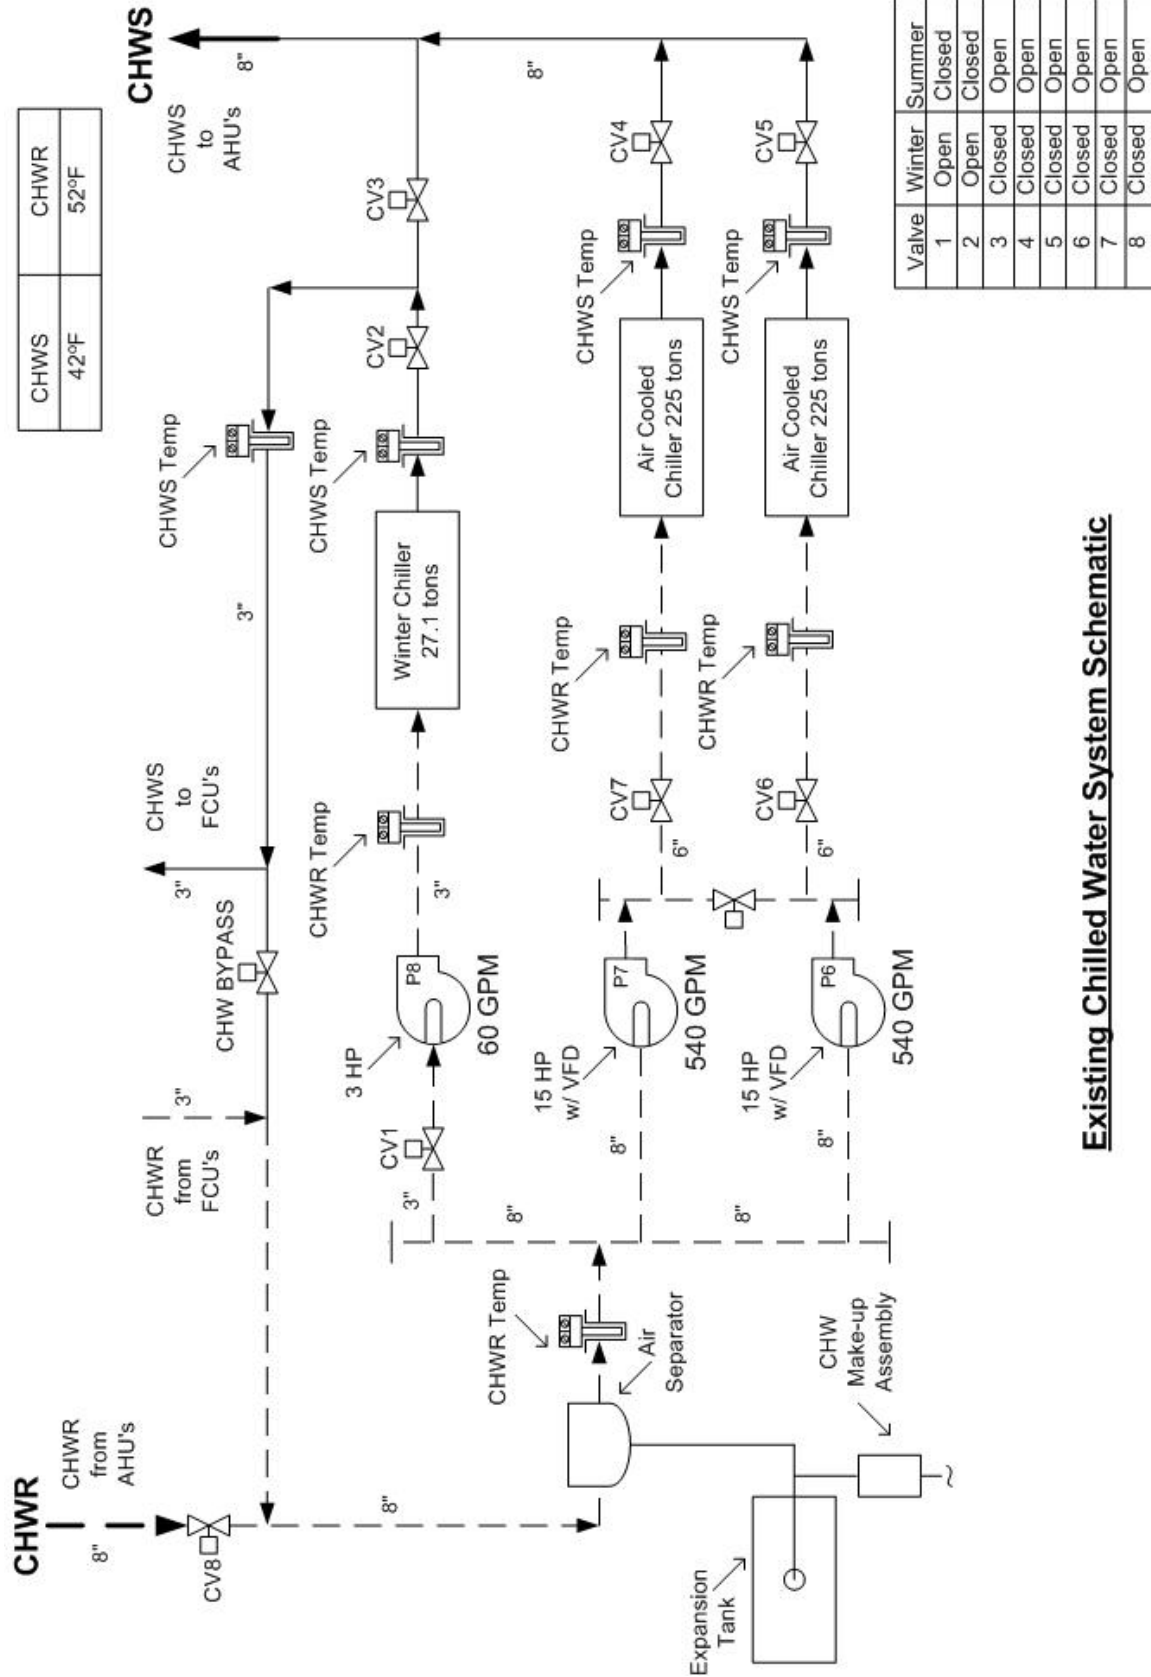 CHWR
CHWR
from
AHU's
8"
CV8
8"
Expansion
Tank
CHW
Make-up
Assembly
Air
Separator
CHWR Temp
CHWR
from
FCU's
3"
CHW BYPASS
3"
CHWS
to
FCU's
3"
CHWS Temp
CHWS
to
AHU's
CHWS
8"
8"
CHWS CHWR
42ºF 52ºF
8"
8"
3"
CV1
3 HP
P8
60 GPM
3"
CHWR Temp
Winter Chiller
27.1 tons
CHWS Temp
CV2
CV3
8"
15 HP
w/ VFD
P7
540 GPM
6"
CV7
CHWR Temp
Air Cooled
Chiller 225 tons
CHWS Temp
CV4
8"
15 HP
w/ VFD
P6
540 GPM
6"
CV6
CHWR Temp
Air Cooled
Chiller 225 tons
CHWS Temp
CV5
Valve Winter Summer
1 Open Closed
2 Open Closed
3 Closed Open
4 Closed Open
5 Closed Open
6 Closed Open
7 Closed Open
8 Closed Open
Existing Chilled Water System Schematic